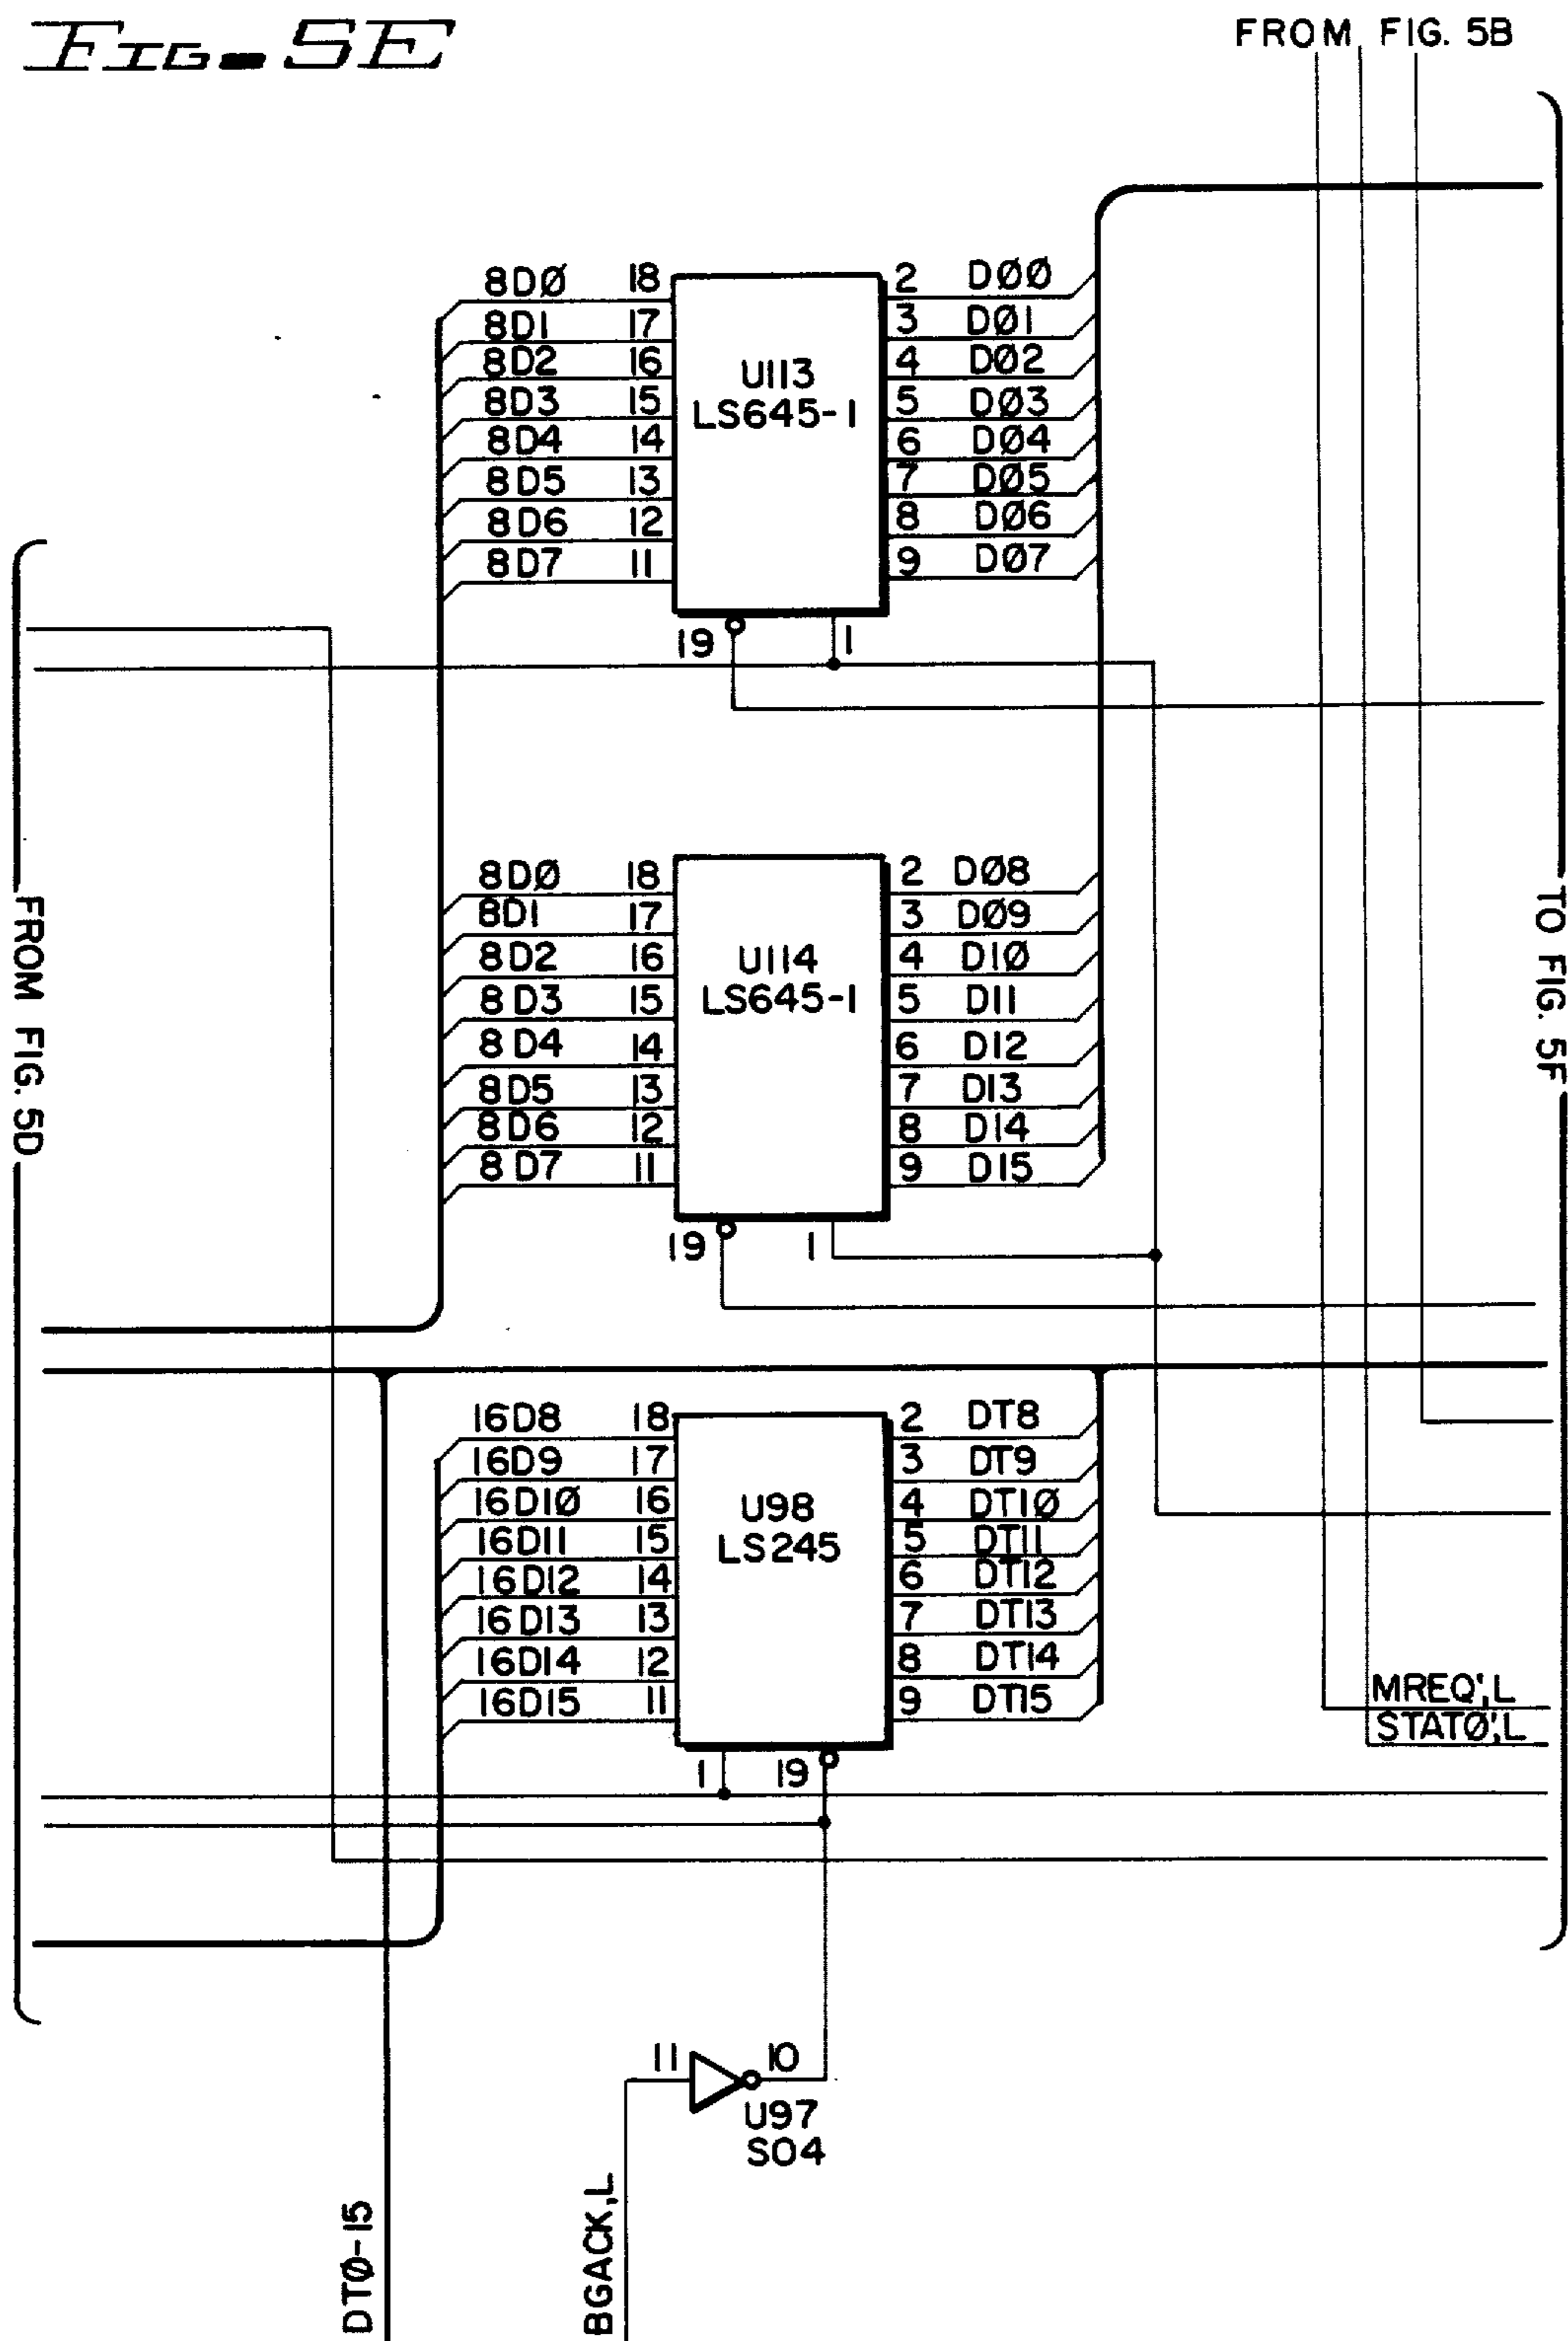 FIG. 5E
FROM FIG. 5B
8DØ 18 2 DØØ
8D1 17 3 DØ1
8D2 16 4 DØ2
8D3 15 5 DØ3
8D4 14 6 DØ4
8D5 13 7 DØ5
8D6 12 8 DØ6
8D7 11 9 DØ7
U113
LS645-1
19 1
8DØ 18 2 DØ8
8D1 17 3 DØ9
8D2 16 4 D1Ø
8D3 15 5 D11
8D4 14 6 D12
8D5 13 7 D13
8D6 12 8 D14
8D7 11 9 D15
U114
LS645-1
19 1
FROM FIG. 5D
TO FIG. 5F
16D8 18 2 DT8
16D9 17 3 DT9
16D1Ø 16 4 DT1Ø
16D11 15 5 DT11
16D12 14 6 DT12
16D13 13 7 DT13
16D14 12 8 DT14
16D15 11 9 DT15
U98
LS245
1 19
MREQ',L
STATØ',L
11 10
U97
S04
DTØ-15
BGACK,L